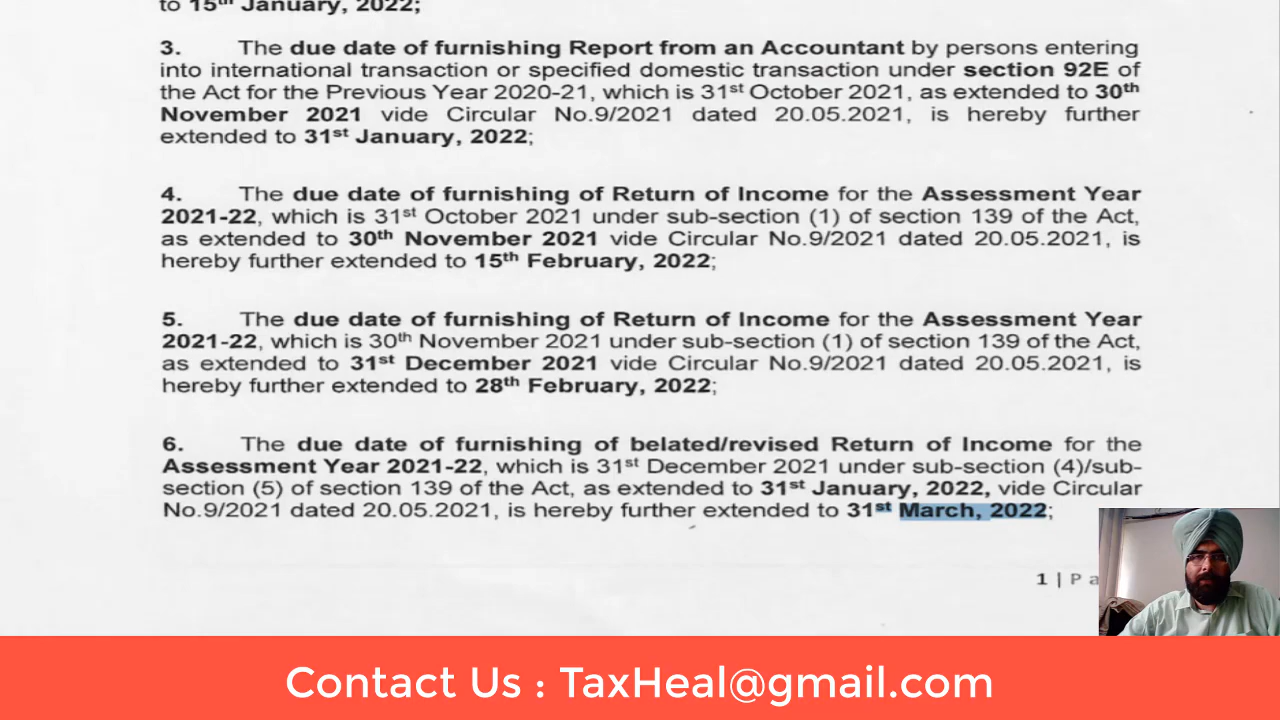 to 15th January, 2022;
3. The due date of furnishing Report from an Accountant by persons entering
into international transaction or specified domestic transaction under section 92E of
the Act for the Previous Year 2020-21, which is 31st October 2021, as extended to 30th
November 2021 vide Circular No.9/2021 dated 20.05.2021, is hereby further
extended to 31st January, 2022;
4. The due date of furnishing of Return of Income for the Assessment Year
2021-22, which is 31st October 2021 under sub-section (1) of section 139 of the Act,
as extended to 30th November 2021 vide Circular No.9/2021 dated 20.05.2021, is
hereby further extended to 15th February, 2022;
5. The due date of furnishing of Return of Income for the Assessment Year
2021-22, which is 30th November 2021 under sub-section (1) of section 139 of the Act,
as extended to 31st December 2021 vide Circular No.9/2021 dated 20.05.2021, is
hereby further extended to 28th February, 2022;
6. The due date of furnishing of belated/revised Return of Income for the
Assessment Year 2021-22, which is 31st December 2021 under sub-section (4)/sub-
section (5) of section 139 of the Act, as extended to 31st January, 2022, vide Circular
No.9/2021 dated 20.05.2021, is hereby further extended to 31st March, 2022;
1 | P a
Contact Us : TaxHeal@gmail.com